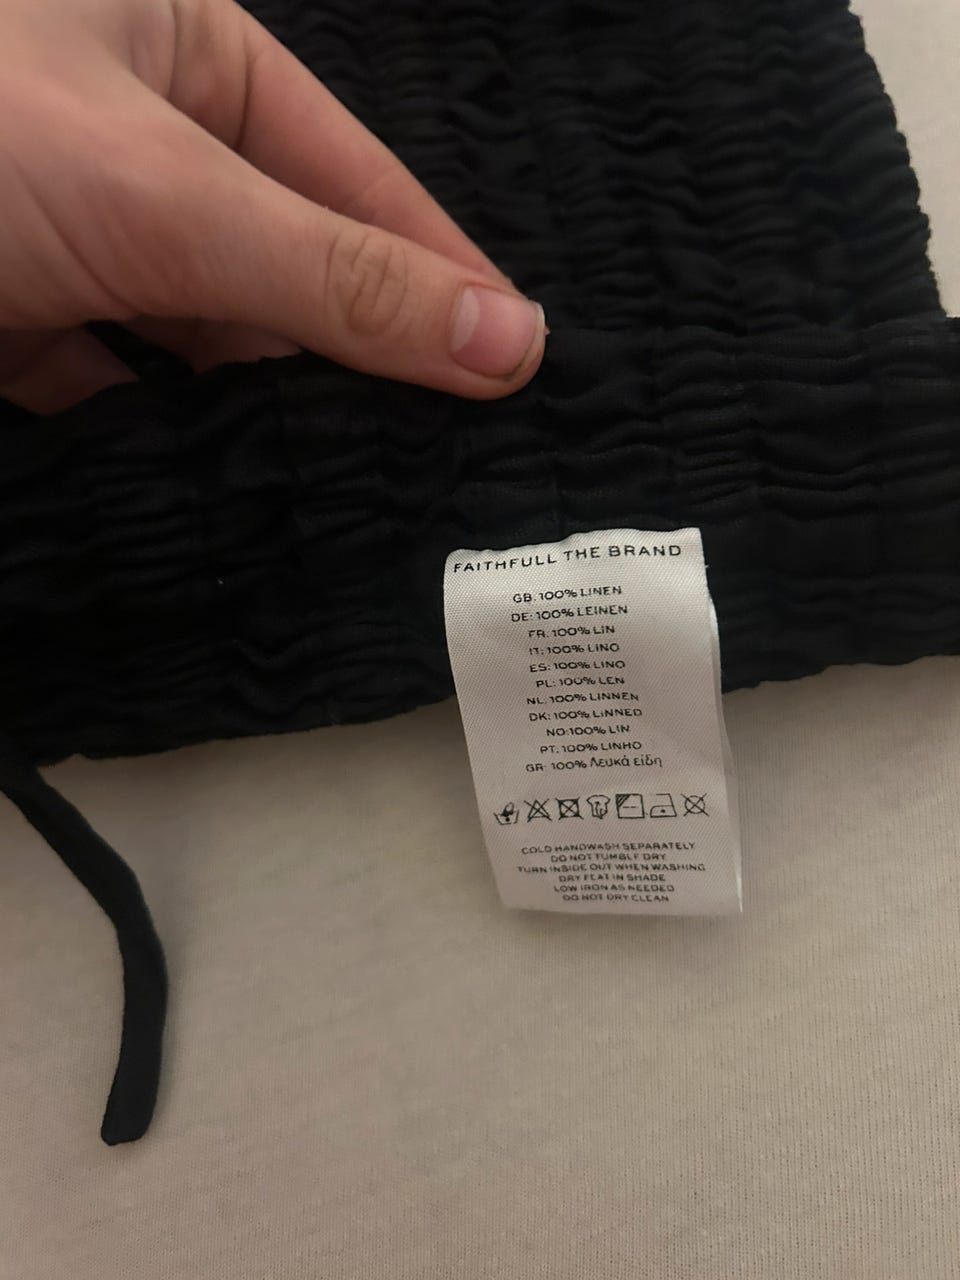 FAITHFULL THE BRAND
GB: 100% LINEN
DE: 100% LEINEN
FR: 100% LIN
IT: 100% LINO
ES: 100% LINO
PL: 100% LEN
NL: 100% LINNEN
DK: 100% LINNED
NO:100% LIN
PT: 100% LINHO
GR: 100% Λευκά είδη
COLD HANDWASH SEPARATELY
DO NOT TUMBLE DRY
TURN INSIDE OUT WHEN WASHING
DRY FLAT IN SHADE
LOW IRON AS NEEDED
DO NOT DRY CLEAN